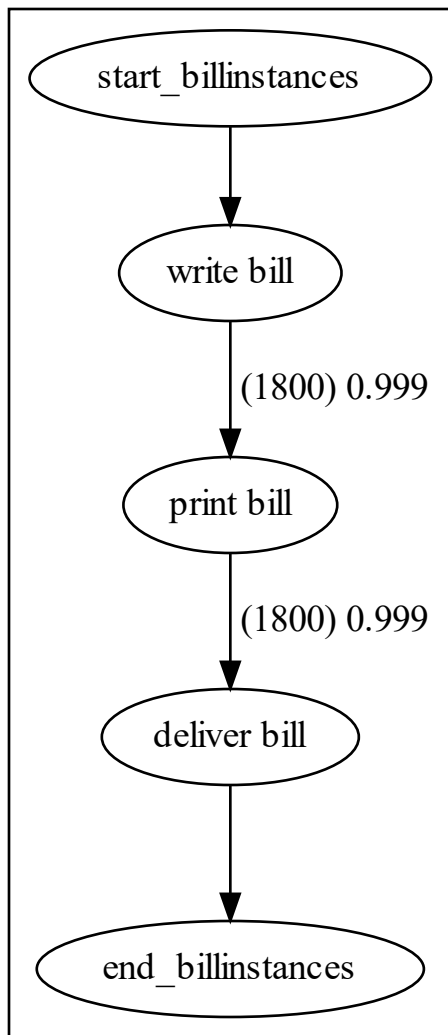 start_billinstances
write bill
(1800) 0.999
print bill
(1800) 0.999
deliver bill
end_billinstances